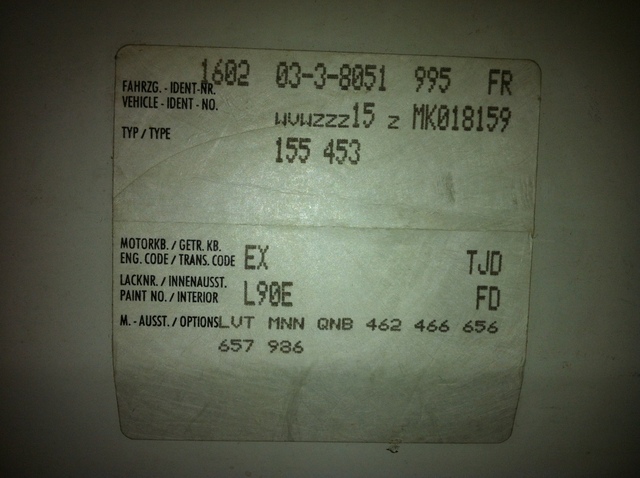 1602 03-3-8051 995 FR
FAHRZG. - IDENT-NR.
VEHICLE - IDENT - NO. WVWZZZ15 Z MK018159
TYP / TYPE 155 453
MOTORKB. / GETR. KB.
ENG. CODE / TRANS. CODE EX TJD
LACKNR. / INNENAUSST.
PAINT NO. / INTERIOR L90E FD
M. - AUSST. / OPTIONS LVT MNN QNB 462 466 656
657 986